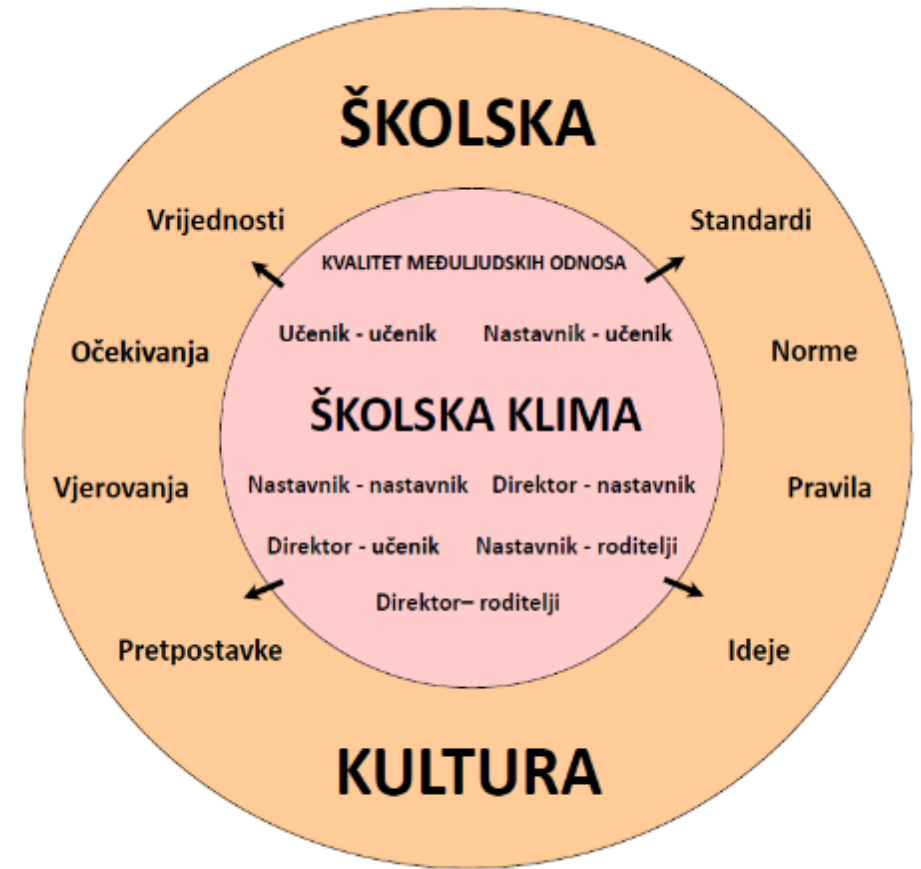 ŠKOLSKA
Vrijednosti
Standardi
KVALITET MEĐULJUDSKIH ODNOSA
Učenik - učenik
Nastavnik - učenik
Očekivanja
Norme
ŠKOLSKA KLIMA
Vjerovanja
Nastavnik - nastavnik
Direktor - nastavnik
Pravila
Direktor - učenik
Nastavnik - roditelji
Direktor– roditelji
Pretpostavke
Ideje
KULTURA